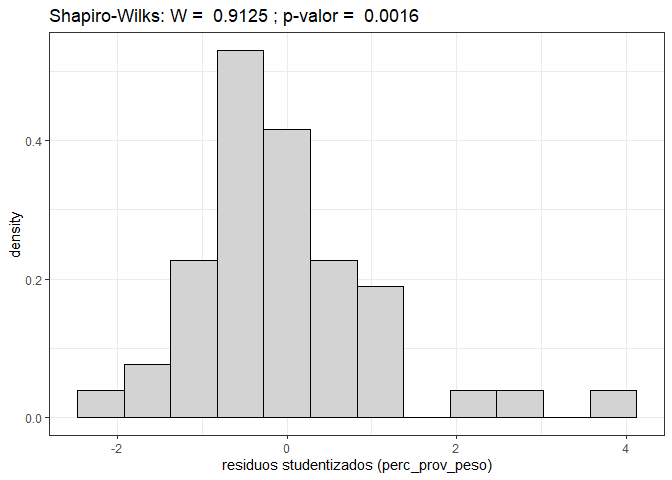 Shapiro-Wilks: W =  0.9125 ; p-valor =  0.0016
density
0.4
0.2
0.0
-2 0 2 4
residuos studentizados (perc_prov_peso)